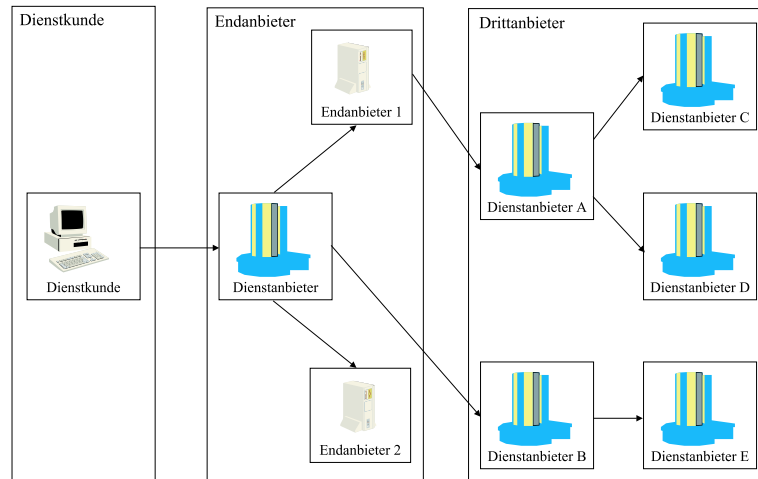 Dienstkunde
Endanbieter
Drittanbieter
Endanbieter 1
Dienstanbieter C
Dienstanbieter A
Dienstkunde
Dienstanbieter
Dienstanbieter D
Endanbieter 2
Dienstanbieter B
Dienstanbieter E